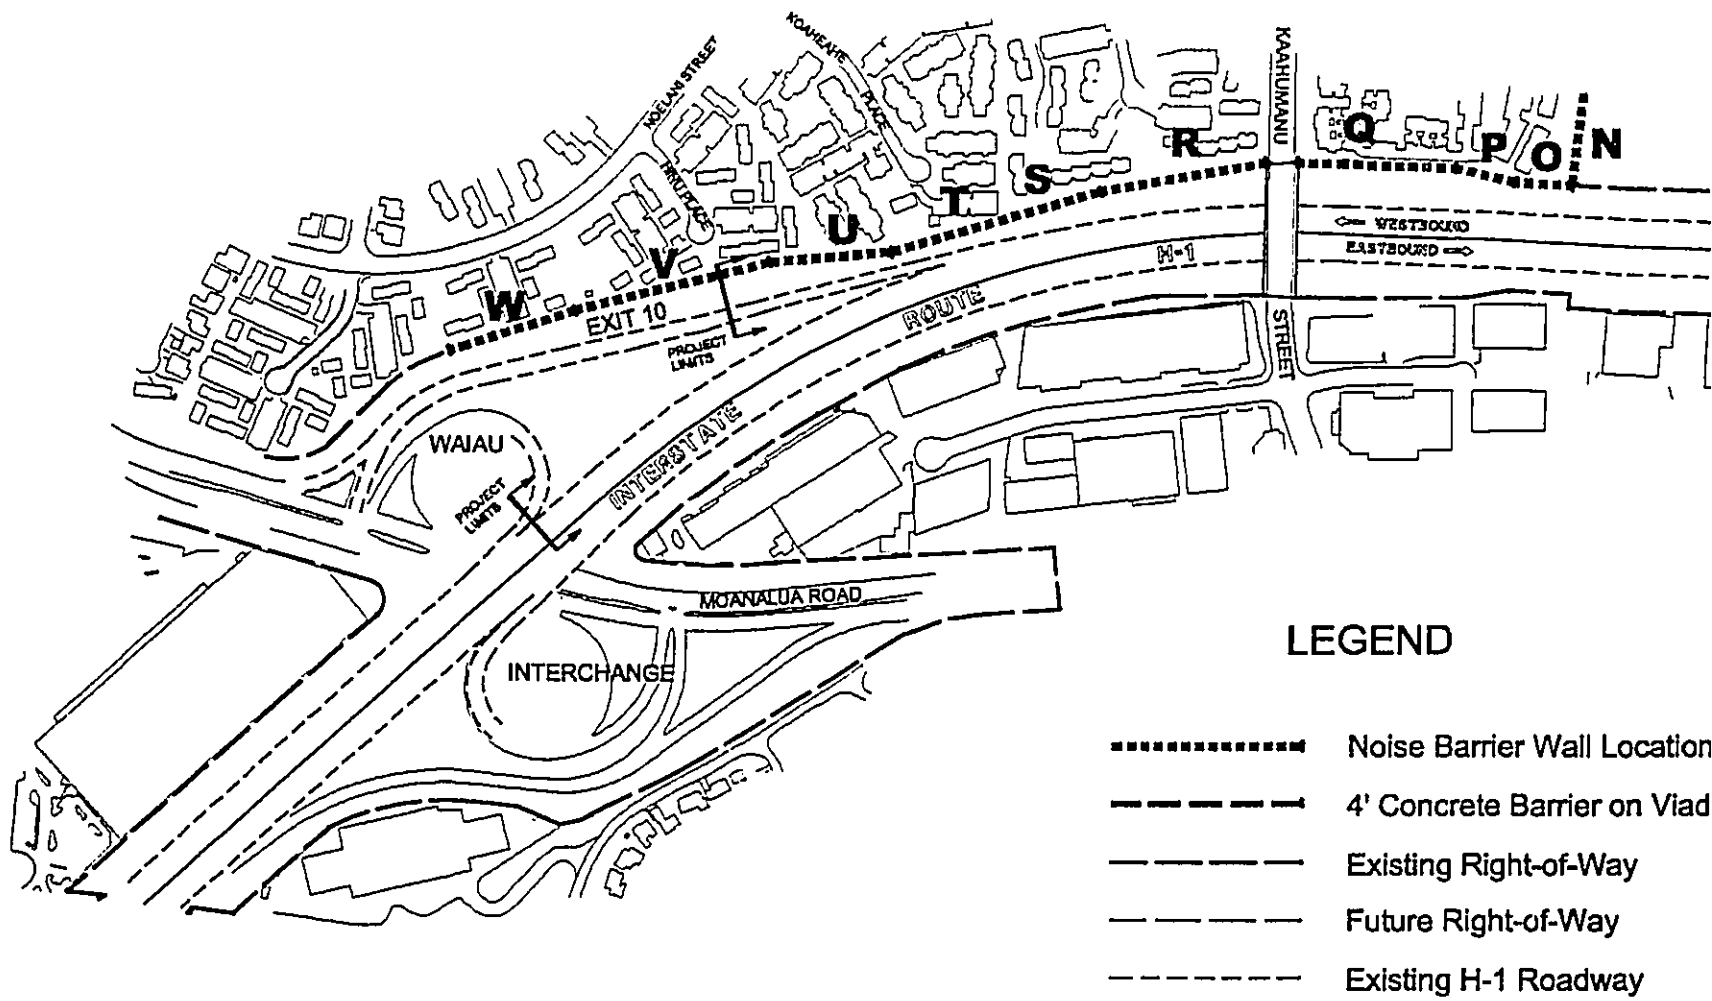 KOAHEAHE
PLACE
NOELANI STREET
KAAHUMANU
STREET
PLACE
W
V
U
T
S
R
Q
P
O
N
WESTBOUND
EASTBOUND
H-1
EXIT 10
PROJECT
LIMITS
INTERSTATE
ROUTE
WAIAU
PROJECT
LIMITS
MOANALUA ROAD
INTERCHANGE
LEGEND
Noise Barrier Wall Location
4' Concrete Barrier on Viad
Existing Right-of-Way
Future Right-of-Way
Existing H-1 Roadway